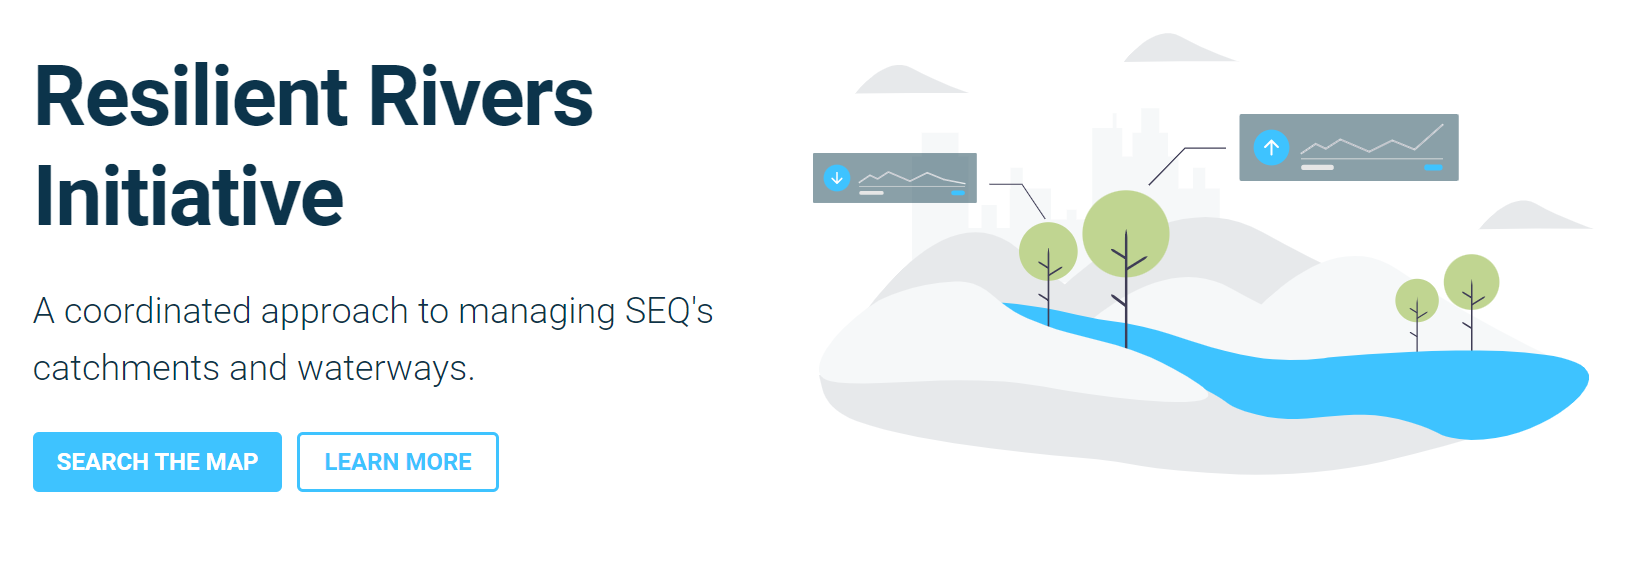 Resilient Rivers
Initiative
A coordinated approach to managing SEQ's
catchments and waterways.
SEARCH THE MAP
LEARN MORE